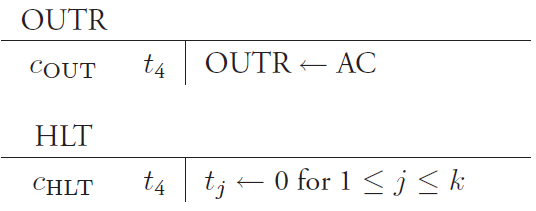 OUTR
c_OUT t_4 OUTR ← AC
HLT
c_HLT t_4 t_j ← 0 for 1 ≤ j ≤ k